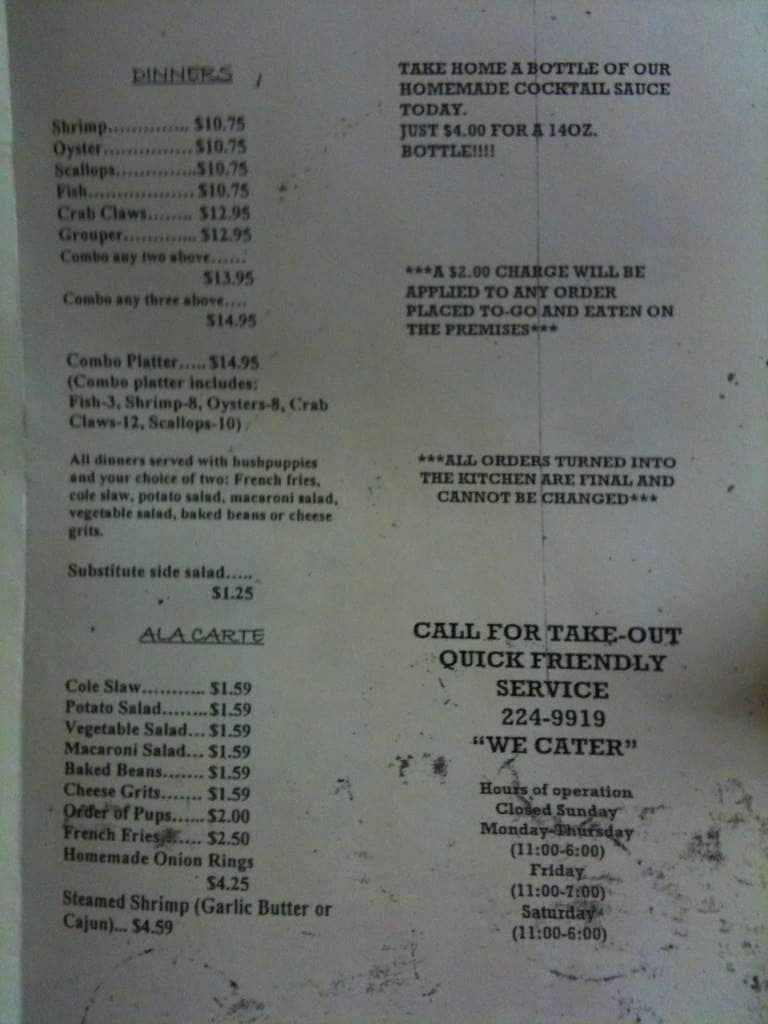 DINNERS
Shrimp.............. $10.75
Oyster................ $10.75
Scallops..............$10.75
Fish................... $10.75
Crab Claws........ $12.95
Grouper............. $12.95
Combo any two above......
$13.95
Combo any three above....
$14.95
Combo Platter..... $14.95
(Combo platter includes:
Fish-3, Shrimp-8, Oysters-8, Crab
Claws-12, Scallops-10)
All dinners served with hushpuppies
and your choice of two: French fries,
cole slaw, potato salad, macaroni salad,
vegetable salad, baked beans or cheese
grits.
Substitute side salad.....
$1.25
ALA CARTE
Cole Slaw........... $1.59
Potato Salad........$1.59
Vegetable Salad... $1.59
Macaroni Salad... $1.59
Baked Beans....... $1.59
Cheese Grits....... $1.59
Order of Pups...... $2.00
French Fries....... $2.50
Homemade Onion Rings
$4.25
Steamed Shrimp (Garlic Butter or
Cajun)... $4.59
TAKE HOME A BOTTLE OF OUR
HOMEMADE COCKTAIL SAUCE
TODAY.
JUST $4.00 FOR A 14OZ.
BOTTLE!!!!
***A $2.00 CHARGE WILL BE
APPLIED TO ANY ORDER
PLACED TO-GO AND EATEN ON
THE PREMISES***
***ALL ORDERS TURNED INTO
THE KITCHEN ARE FINAL AND
CANNOT BE CHANGED***
CALL FOR TAKE-OUT
QUICK FRIENDLY
SERVICE
224-9919
"WE CATER"
Hours of operation
Closed Sunday
Monday-Thursday
(11:00-6:00)
Friday
(11:00-7:00)
Saturday
(11:00-6:00)